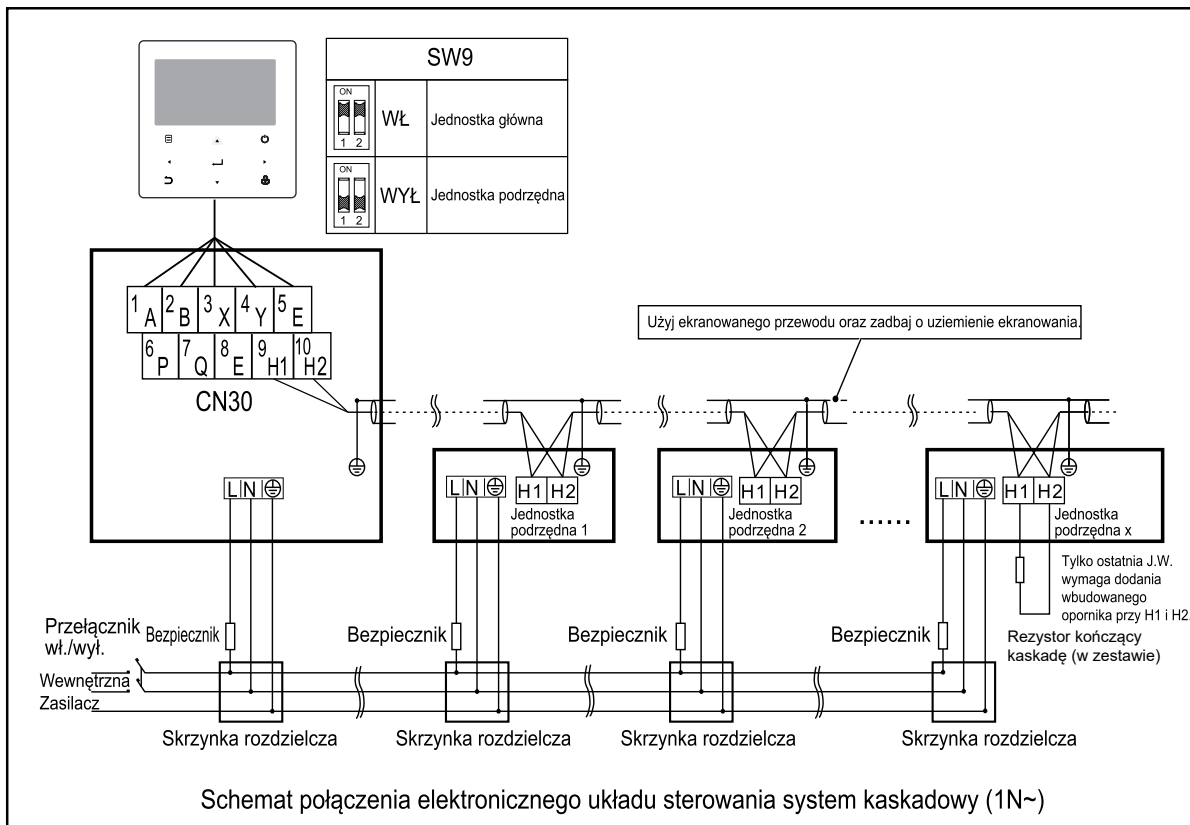 SW9
ON
1 2
WŁ
Jednostka główna
ON
1 2
WYŁ
Jednostka podrzędna
1 A 2 B 3 X 4 Y 5 E
6 P 7 Q 8 E 9 H1 10 H2
CN30
Użyj ekranowanego przewodu oraz zadbaj o uziemienie ekranowania.
L N
L N
H1 H2
Jednostka
podrzędna 1
L N
H1 H2
Jednostka
podrzędna 2
......
L N
H1 H2
Jednostka
podrzędna x
Tylko ostatnia J.W.
wymaga dodania
wbudowanego
opornika przy H1 i H2.
Rezystor kończący
kaskadę (w zestawie)
Przełącznik
wł./wył.
Bezpiecznik
Bezpiecznik
Bezpiecznik
Bezpiecznik
Wewnętrzna
Zasilacz
Skrzynka rozdzielcza
Skrzynka rozdzielcza
Skrzynka rozdzielcza
Skrzynka rozdzielcza
Schemat połączenia elektronicznego układu sterowania system kaskadowy (1N~)